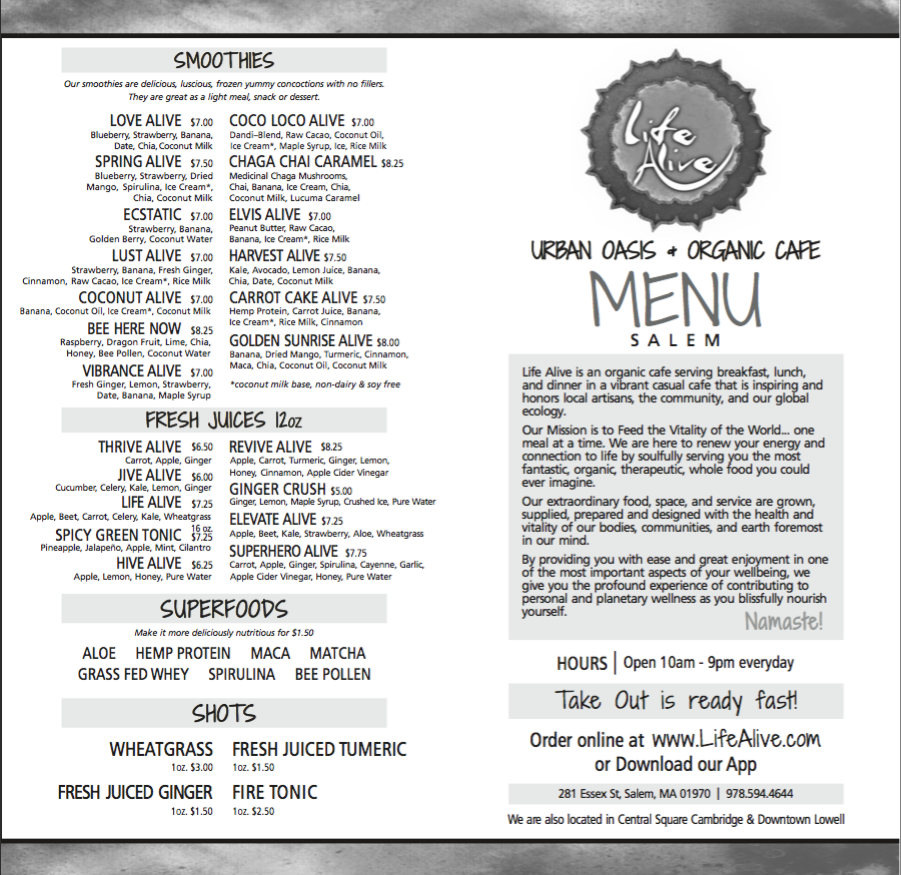 SMOOTHIES
Our smoothies are delicious, luscious, frozen yummy concoctions with no fillers.
They are great as a light meal, snack or dessert.
LOVE ALIVE $7.00
Blueberry, Strawberry, Banana,
Date, Chia, Coconut Milk
SPRING ALIVE $7.50
Blueberry, Strawberry, Dried
Mango, Spirulina, Ice Cream*,
Chia, Coconut Milk
ECSTATIC $7.00
Strawberry, Banana,
Golden Berry, Coconut Water
LUST ALIVE $7.00
Strawberry, Banana, Fresh Ginger,
Cinnamon, Raw Cacao, Ice Cream*, Rice Milk
COCONUT ALIVE $7.00
Banana, Coconut Oil, Ice Cream*, Coconut Milk
BEE HERE NOW $8.25
Raspberry, Dragon Fruit, Lime, Chia,
Honey, Bee Pollen, Coconut Water
VIBRANCE ALIVE $7.00
Fresh Ginger, Lemon, Strawberry,
Date, Banana, Maple Syrup
COCO LOCO ALIVE $7.00
Dandi-Blend, Raw Cacao, Coconut Oil,
Ice Cream*, Maple Syrup, Ice, Rice Milk
CHAGA CHAI CARAMEL $8.25
Medicinal Chaga Mushrooms,
Chai, Banana, Ice Cream, Chia,
Coconut Milk, Lucuma Caramel
ELVIS ALIVE $7.00
Peanut Butter, Raw Cacao,
Banana, Ice Cream*, Rice Milk
HARVEST ALIVE $7.50
Kale, Avocado, Lemon Juice, Banana,
Chia, Date, Coconut Milk
CARROT CAKE ALIVE $7.50
Hemp Protein, Carrot Juice, Banana,
Ice Cream*, Rice Milk, Cinnamon
GOLDEN SUNRISE ALIVE $8.00
Banana, Dried Mango, Turmeric, Cinnamon,
Maca, Chia, Coconut Oil, Coconut Milk
*coconut milk base, non-dairy & soy free
FRESH JUICES 12oz
THRIVE ALIVE $6.50
Carrot, Apple, Ginger
JIVE ALIVE $6.00
Cucumber, Celery, Kale, Lemon, Ginger
LIFE ALIVE $7.25
Apple, Beet, Carrot, Celery, Kale, Wheatgrass
SPICY GREEN TONIC 16 oz. $7.25
Pineapple, Jalapeño, Apple, Mint, Cilantro
HIVE ALIVE $6.25
Apple, Lemon, Honey, Pure Water
REVIVE ALIVE $8.25
Apple, Carrot, Turmeric, Ginger, Lemon,
Honey, Cinnamon, Apple Cider Vinegar
GINGER CRUSH $5.00
Ginger, Lemon, Maple Syrup, Crushed Ice, Pure Water
ELEVATE ALIVE $7.25
Apple, Beet, Kale, Strawberry, Aloe, Wheatgrass
SUPERHERO ALIVE $7.75
Carrot, Apple, Ginger, Spirulina, Cayenne, Garlic,
Apple Cider Vinegar, Honey, Pure Water
SUPERFOODS
Make it more deliciously nutritious for $1.50
ALOE HEMP PROTEIN MACA MATCHA
GRASS FED WHEY SPIRULINA BEE POLLEN
SHOTS
WHEATGRASS
1oz. $3.00
FRESH JUICED TUMERIC
1oz. $1.50
FRESH JUICED GINGER
1oz. $1.50
FIRE TONIC
1oz. $2.50
Life
Alive
URBAN OASIS + ORGANIC CAFE
MENU
SALEM
Life Alive is an organic cafe serving breakfast, lunch,
and dinner in a vibrant casual cafe that is inspiring and
honors local artisans, the community, and our global
ecology.
Our Mission is to Feed the Vitality of the World... one
meal at a time. We are here to renew your energy and
connection to life by soulfully serving you the most
fantastic, organic, therapeutic, whole food you could
ever imagine.
Our extraordinary food, space, and service are grown,
supplied, prepared and designed with the health and
vitality of our bodies, communities, and earth foremost
in our mind.
By providing you with ease and great enjoyment in one
of the most important aspects of your wellbeing, we
give you the profound experience of contributing to
personal and planetary wellness as you blissfully nourish
yourself.
Namaste!
HOURS | Open 10am - 9pm everyday
Take Out is ready fast!
Order online at www.LifeAlive.com
or Download our App
281 Essex St, Salem, MA 01970 | 978.594.4644
We are also located in Central Square Cambridge & Downtown Lowell